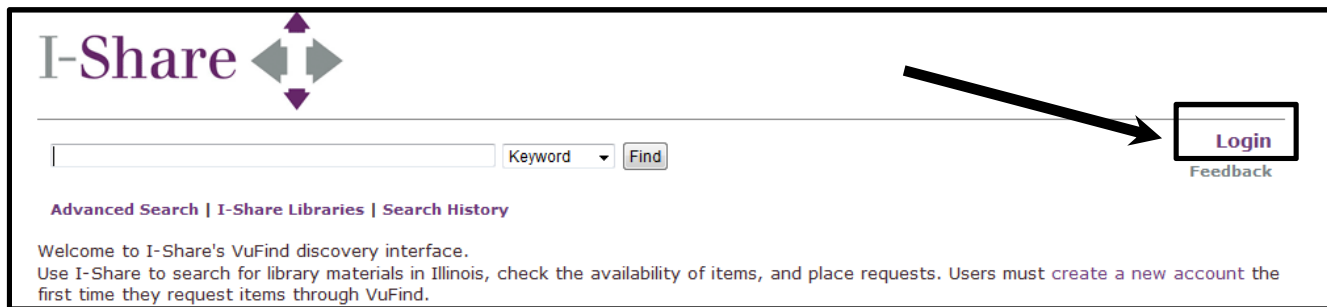 I-Share
Login
Keyword Find
Feedback
Advanced Search | I-Share Libraries | Search History
Welcome to I-Share's VuFind discovery interface.
Use I-Share to search for library materials in Illinois, check the availability of items, and place requests. Users must create a new account the
first time they request items through VuFind.